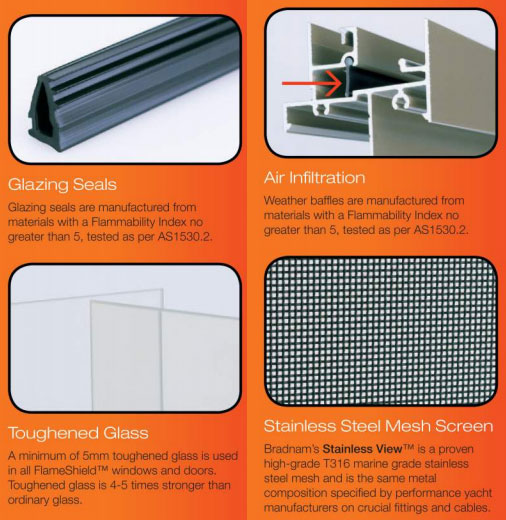 Glazing Seals
Glazing seals are manufactured from
materials with a Flammability Index no
greater than 5, tested as per AS1530.2.
Air Infiltration
Weather baffles are manufactured from
materials with a Flammability Index no
greater than 5, tested as per AS1530.2.
Toughened Glass
A minimum of 5mm toughened glass is used
in all FlameShield™ windows and doors.
Toughened glass is 4-5 times stronger than
ordinary glass.
Stainless Steel Mesh Screen
Bradnam's Stainless View™ is a proven
high-grade T316 marine grade stainless
steel mesh and is the same metal
composition specified by performance yacht
manufacturers on crucial fittings and cables.